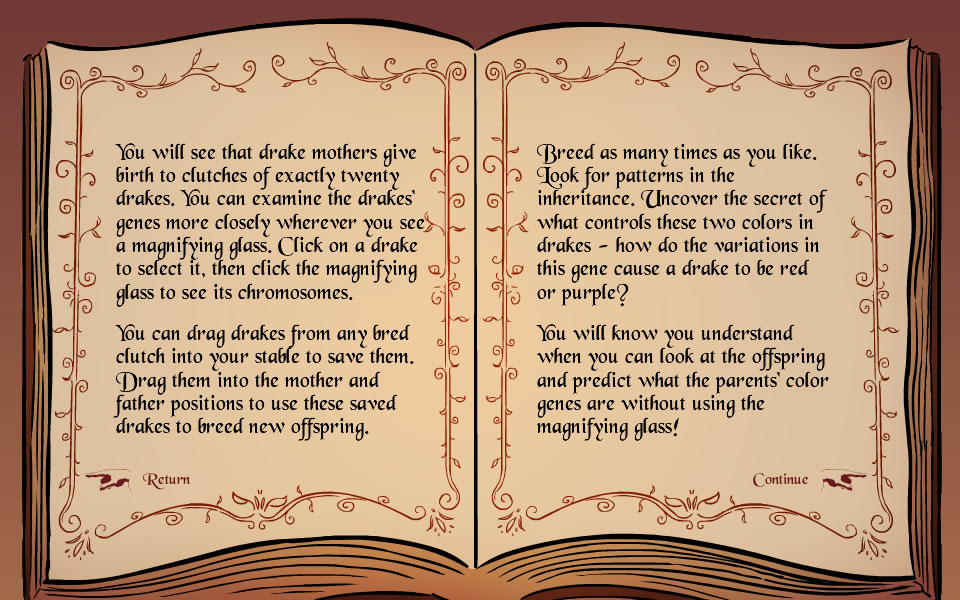 You will see that drake mothers give
birth to clutches of exactly twenty
drakes. You can examine the drakes'
genes more closely wherever you see
a magnifying glass. Click on a drake
to select it, then click the magnifying
glass to see its chromosomes.
You can drag drakes from any bred
clutch into your stable to save them.
Drag them into the mother and
father positions to use these saved
drakes to breed new offspring.
Return
Breed as many times as you like.
Look for patterns in the
inheritance. Uncover the secret of
what controls these two colors in
drakes - how do the variations in
this gene cause a drake to be red
or purple?
You will know you understand
when you can look at the offspring
and predict what the parents' color
genes are without using the
magnifying glass!
Continue